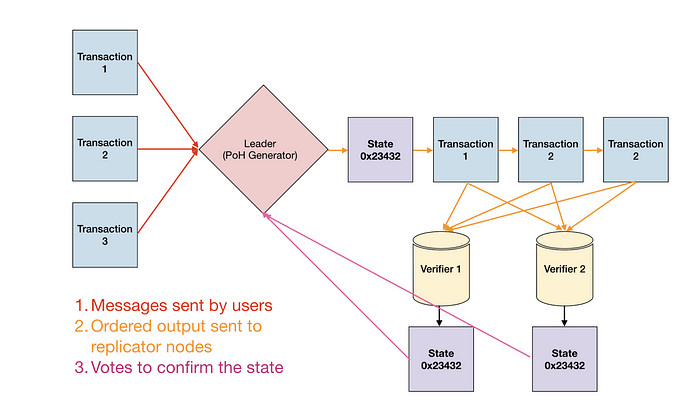 Transaction
1
Transaction
2
Transaction
3
Leader
(PoH Generator)
State
0x23432
Transaction
1
Transaction
2
Transaction
2
Verifier 1
Verifier 2
State
0x23432
State
0x23432
1. Messages sent by users
2. Ordered output sent to
replicator nodes
3. Votes to confirm the state